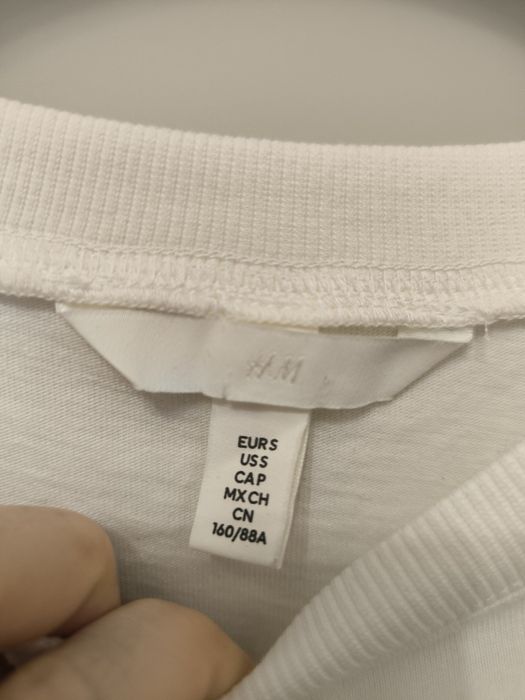 H&M
EUR S
US S
CA P
MX CH
CN
160/88A